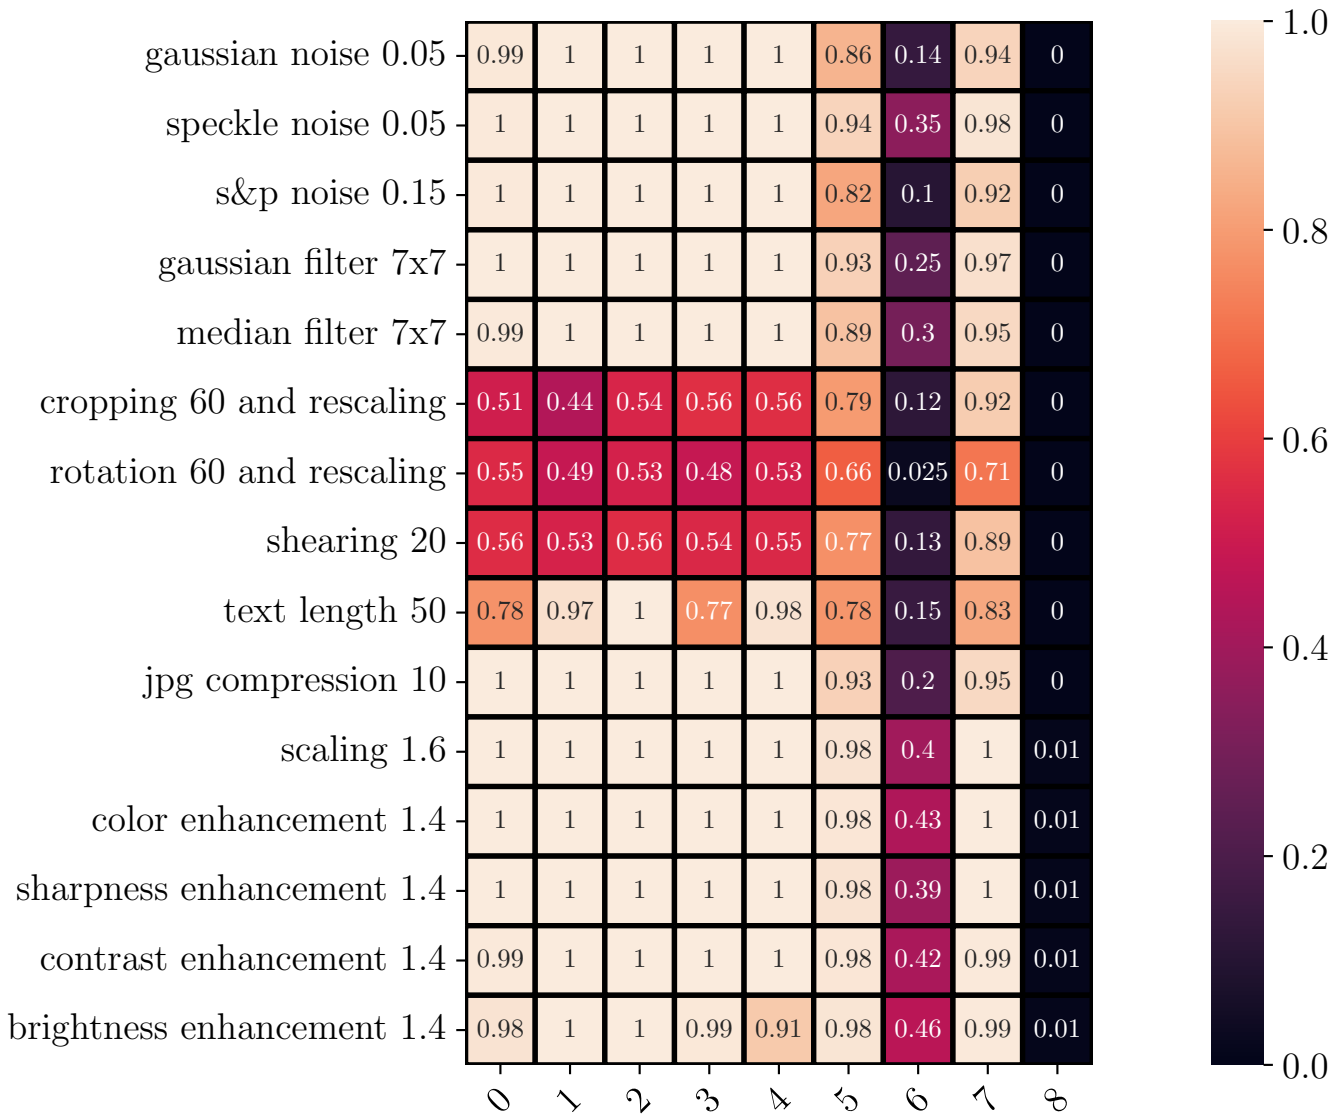 gaussian noise 0.05 0.99 1 1 1 1 0.86 0.14 0.94 0
speckle noise 0.05 1 1 1 1 1 0.94 0.35 0.98 0
s&p noise 0.15 1 1 1 1 1 0.82 0.1 0.92 0
gaussian filter 7x7 1 1 1 1 1 0.93 0.25 0.97 0
median filter 7x7 0.99 1 1 1 1 0.89 0.3 0.95 0
cropping 60 and rescaling 0.51 0.44 0.54 0.56 0.56 0.79 0.12 0.92 0
rotation 60 and rescaling 0.55 0.49 0.53 0.48 0.53 0.66 0.025 0.71 0
shearing 20 0.56 0.53 0.56 0.54 0.55 0.77 0.13 0.89 0
text length 50 0.78 0.97 1 0.77 0.98 0.78 0.15 0.83 0
jpg compression 10 1 1 1 1 1 0.93 0.2 0.95 0
scaling 1.6 1 1 1 1 1 0.98 0.4 1 0.01
color enhancement 1.4 1 1 1 1 1 0.98 0.43 1 0.01
sharpness enhancement 1.4 1 1 1 1 1 0.98 0.39 1 0.01
contrast enhancement 1.4 0.99 1 1 1 1 0.98 0.42 0.99 0.01
brightness enhancement 1.4 0.98 1 1 0.99 0.91 0.98 0.46 0.99 0.01
0 1 2 3 4 5 6 7 8
1.0
0.8
0.6
0.4
0.2
0.0